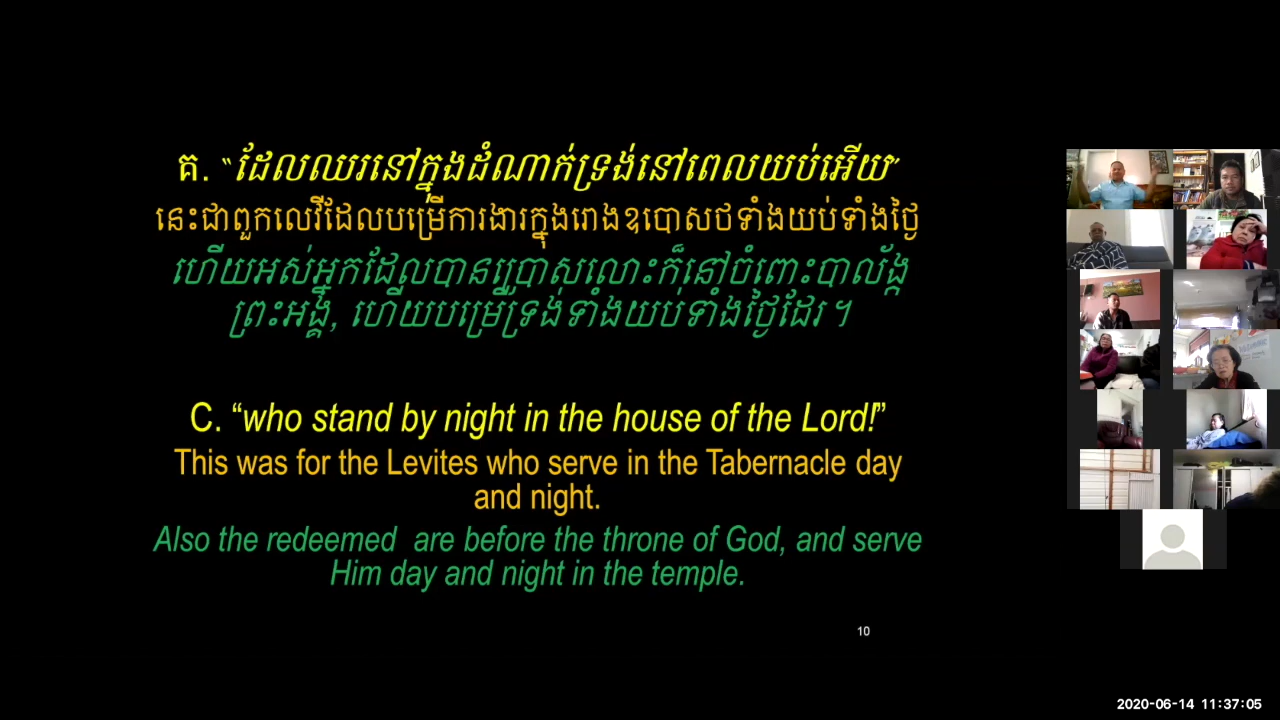 គ. “ដែលឈរនៅក្នុងដំណាក់ទ្រង់នៅពេលយប់អើយ”
នេះជាពួកលេវីដែលបម្រើការងារក្នុងរោងឧបោសថទាំងយប់ទាំងថ្ងៃ
ហើយអស់អ្នកដែលបានប្រោសលោះក៏នៅចំពោះបាល័ង្ក
ព្រះអង្គ, ហើយបម្រើទ្រង់ទាំងយប់ទាំងថ្ងៃដែរ។
C. “who stand by night in the house of the Lord!”
This was for the Levites who serve in the Tabernacle day
and night.
Also the redeemed are before the throne of God, and serve
Him day and night in the temple.
10
2020-06-14 11:37:05